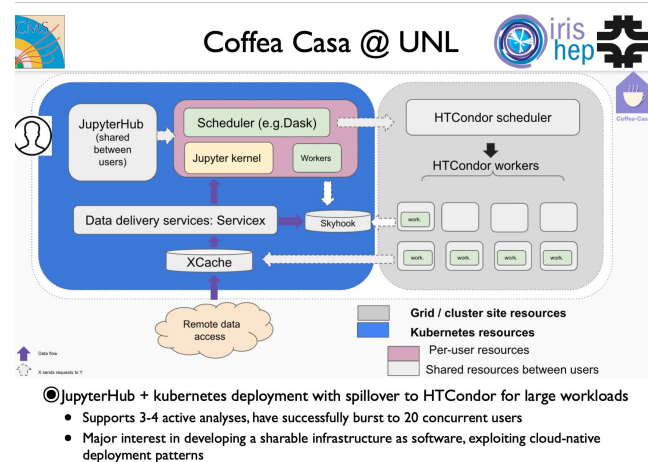 CMS
Coffea Casa @ UNL
iris
hep
Coffea-Casa
JupyterHub
(shared
between
users)
Scheduler (e.g.Dask)
Jupyter kernel
Workers
HTCondor scheduler
HTCondor workers
Data delivery services: Servicex
Skyhook
work.
XCache
work.
work.
work.
work.
Remote data
access
Grid / cluster site resources
Kubernetes resources
Per-user resources
Shared resources between users
Data flow
X sends requests to Y
JupyterHub + kubernetes deployment with spillover to HTCondor for large workloads
• Supports 3-4 active analyses, have successfully burst to 20 concurrent users
• Major interest in developing a sharable infrastructure as software, exploiting cloud-native
deployment patterns